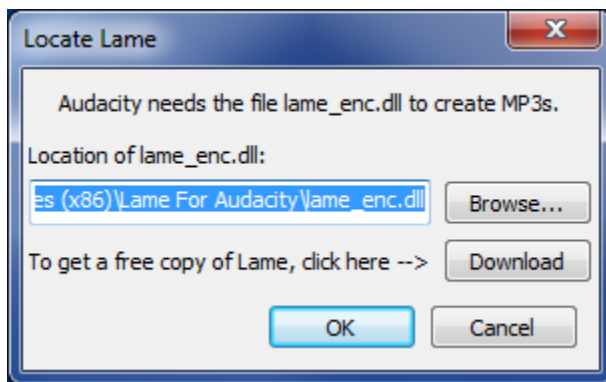 Locate Lame
Audacity needs the file lame_enc.dll to create MP3s.
Location of lame_enc.dll:
es (x86)\Lame For Audacity\lame_enc.dll
Browse...
To get a free copy of Lame, click here -->
Download
OK
Cancel